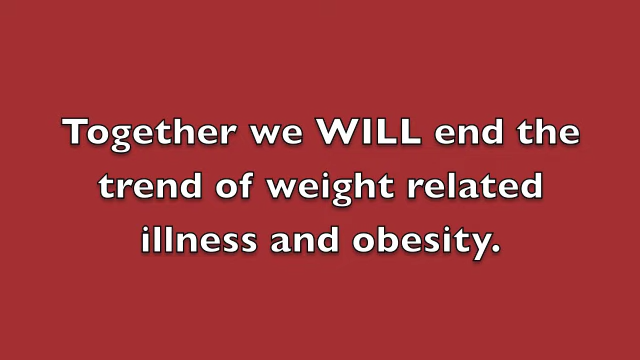 Together we WILL end the
trend of weight related
illness and obesity.